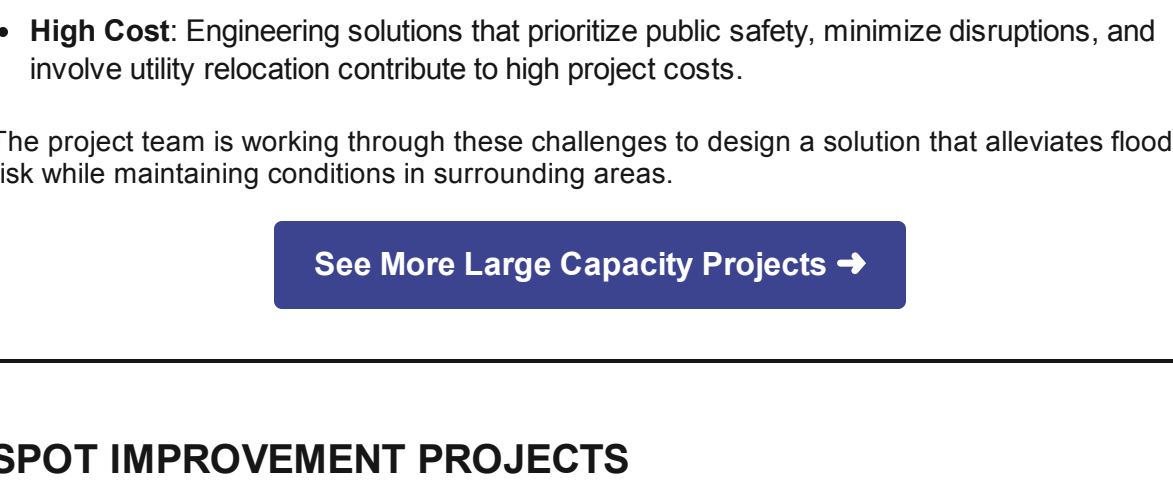 • High Cost: Engineering solutions that prioritize public safety, minimize disruptions, and
involve utility relocation contribute to high project costs.
The project team is working through these challenges to design a solution that alleviates flood
risk while maintaining conditions in surrounding areas.
See More Large Capacity Projects ➜
SPOT IMPROVEMENT PROJECTS